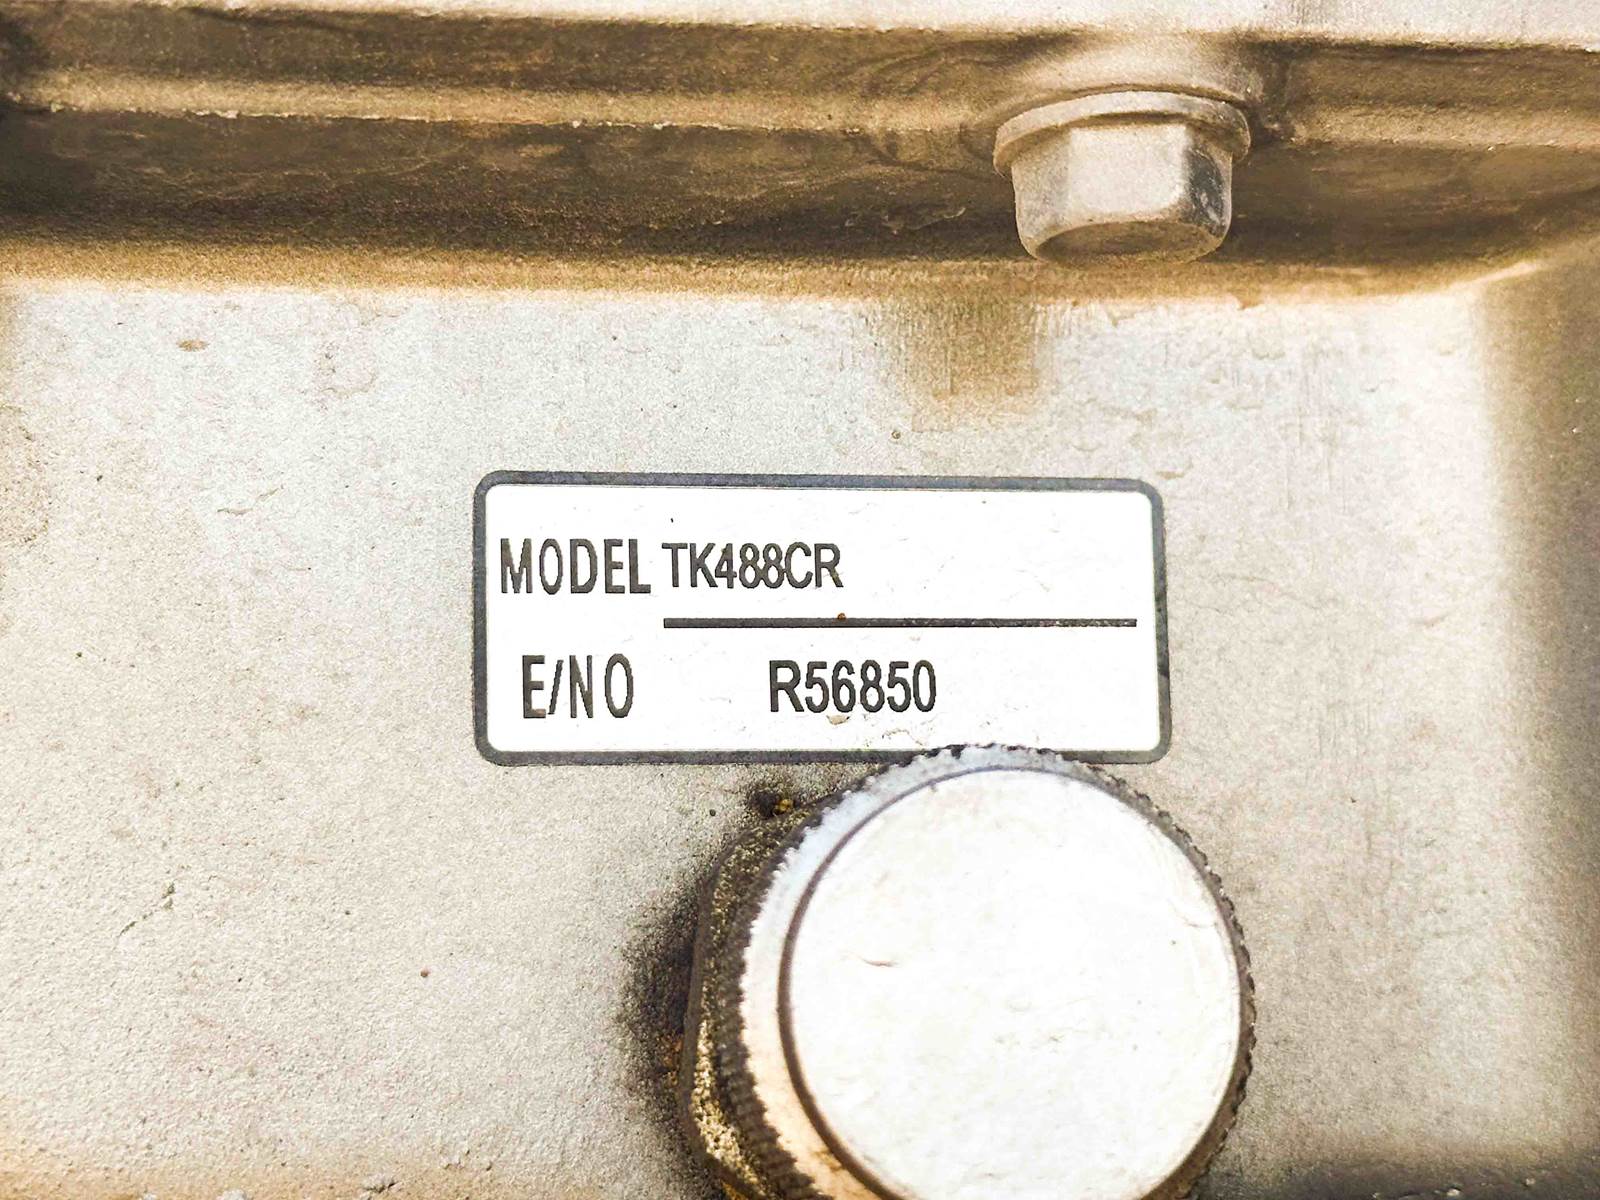 MODEL TK488CR
E/NO R56850